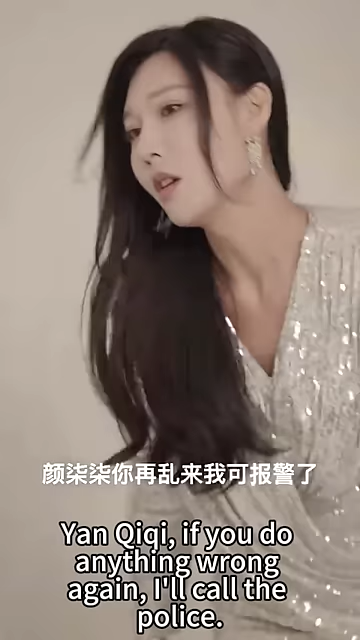 颜柒柒你再乱来我可报警了
Yan Qiqi, if you do
anything wrong
again, I'll call the
police.